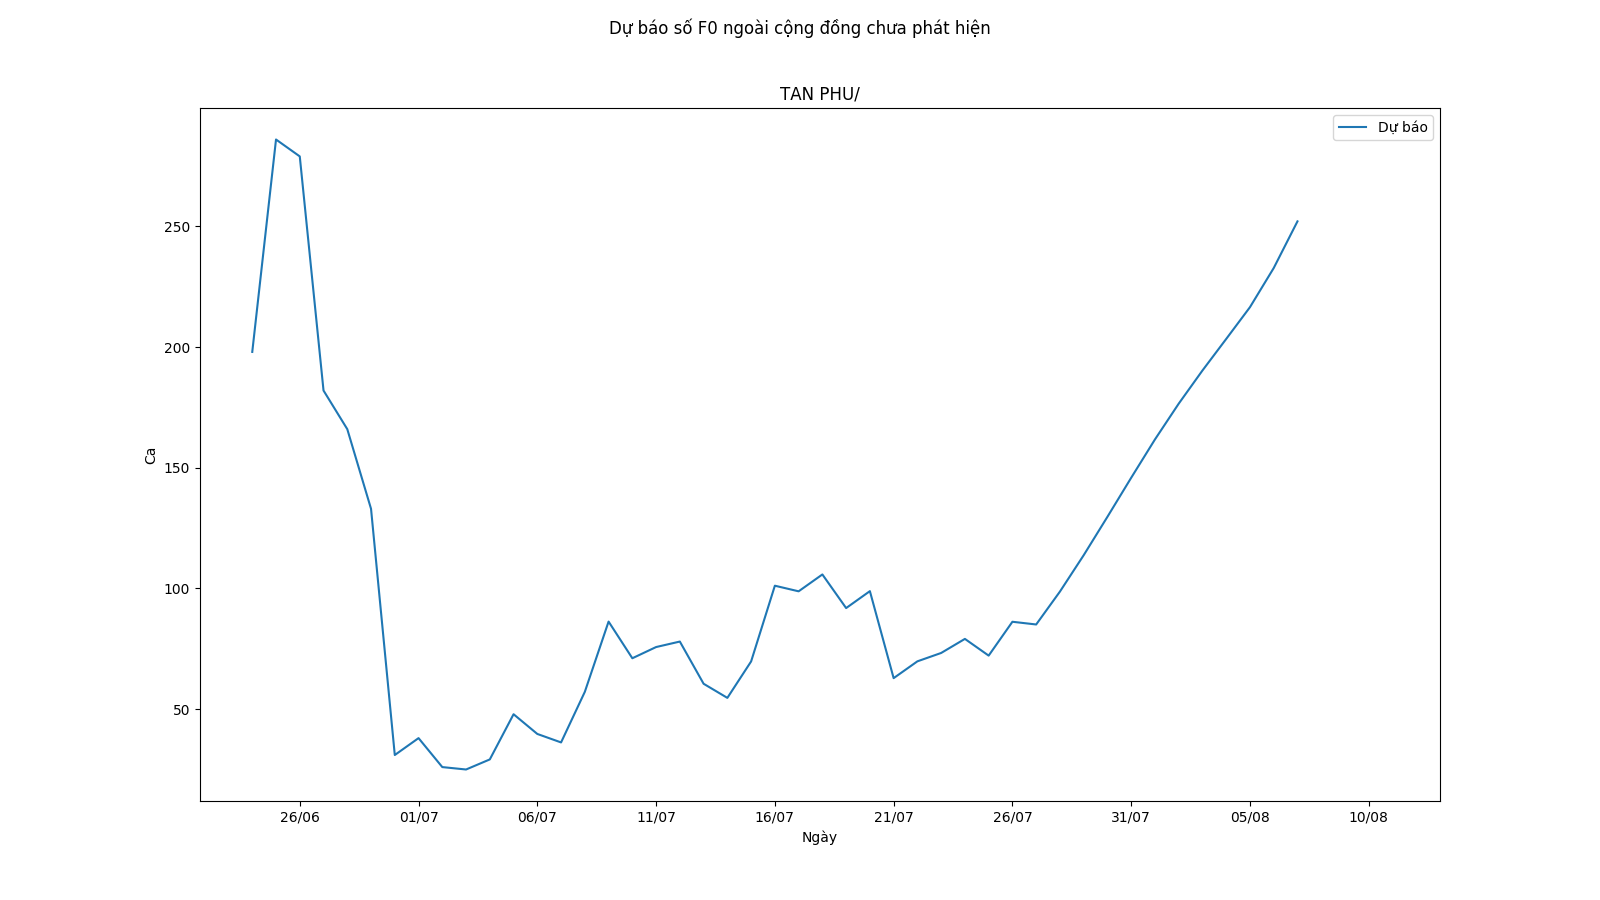 Dự báo số F0 ngoài cộng đồng chưa phát hiện
TAN PHU/
Dự báo
250
200
150
100
50
Ca
26/06 01/07 06/07 11/07 16/07 21/07 26/07 31/07 05/08 10/08
Ngày